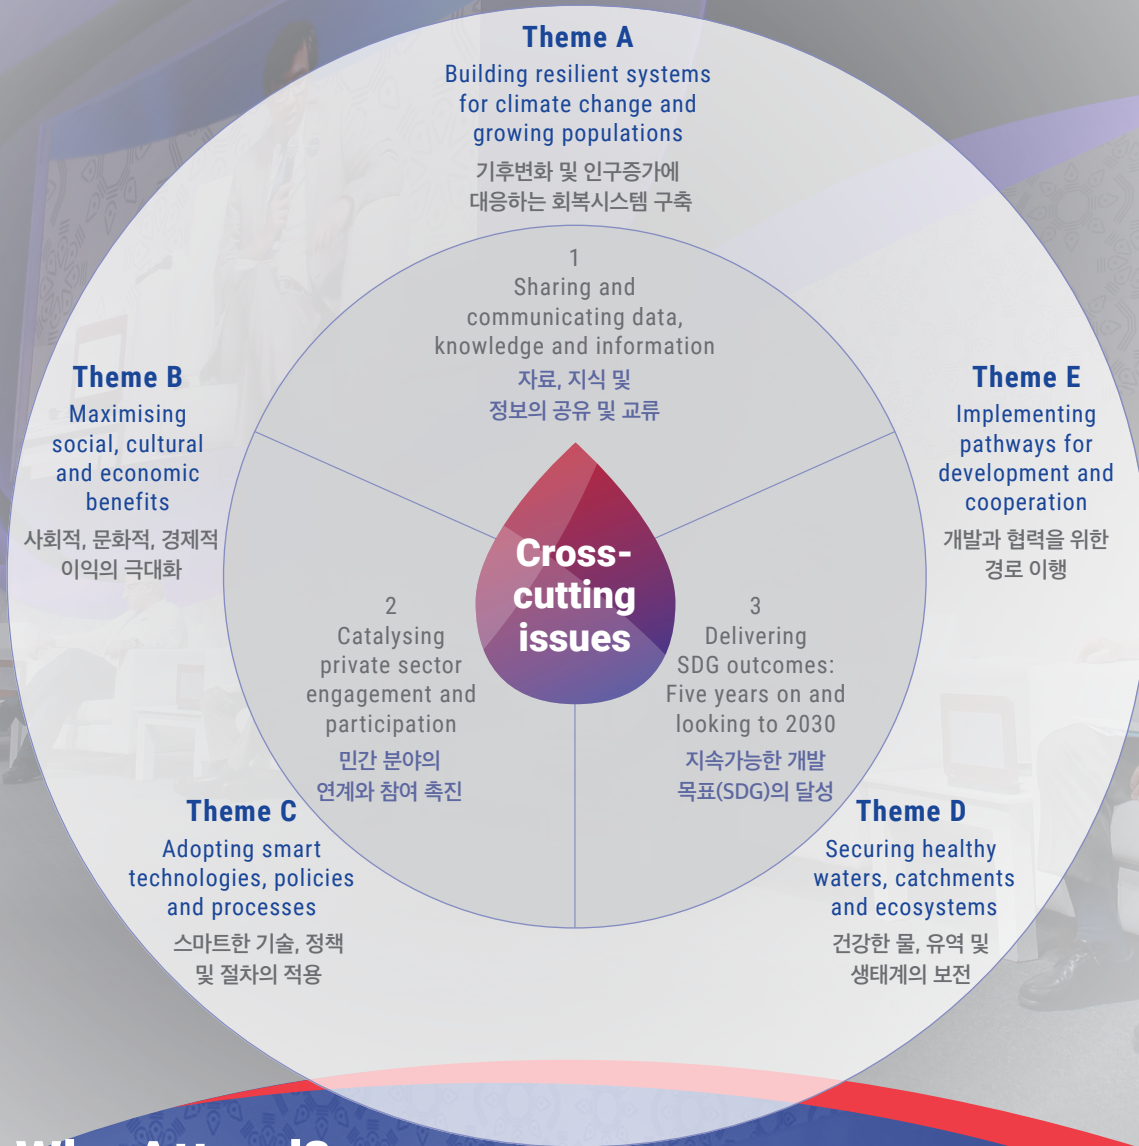 Theme A
Building resilient systems
for climate change and
growing populations
기후변화 및 인구증가에
대응하는 회복시스템 구축
1
Sharing and
communicating data,
knowledge and information
자료, 지식 및
정보의 공유 및 교류
Theme B
Maximising
social, cultural
and economic
benefits
사회적, 문화적, 경제적
이익의 극대화
Theme E
Implementing
pathways for
development and
cooperation
개발과 협력을 위한
경로 이행
Cross-
cutting
issues
2
Catalysing
private sector
engagement and
participation
민간 분야의
연계와 참여 촉진
3
Delivering
SDG outcomes:
Five years on and
looking to 2030
지속가능한 개발
목표(SDG)의 달성
Theme C
Adopting smart
technologies, policies
and processes
스마트한 기술, 정책
및 절차의 적용
Theme D
Securing healthy
waters, catchments
and ecosystems
건강한 물, 유역 및
생태계의 보전